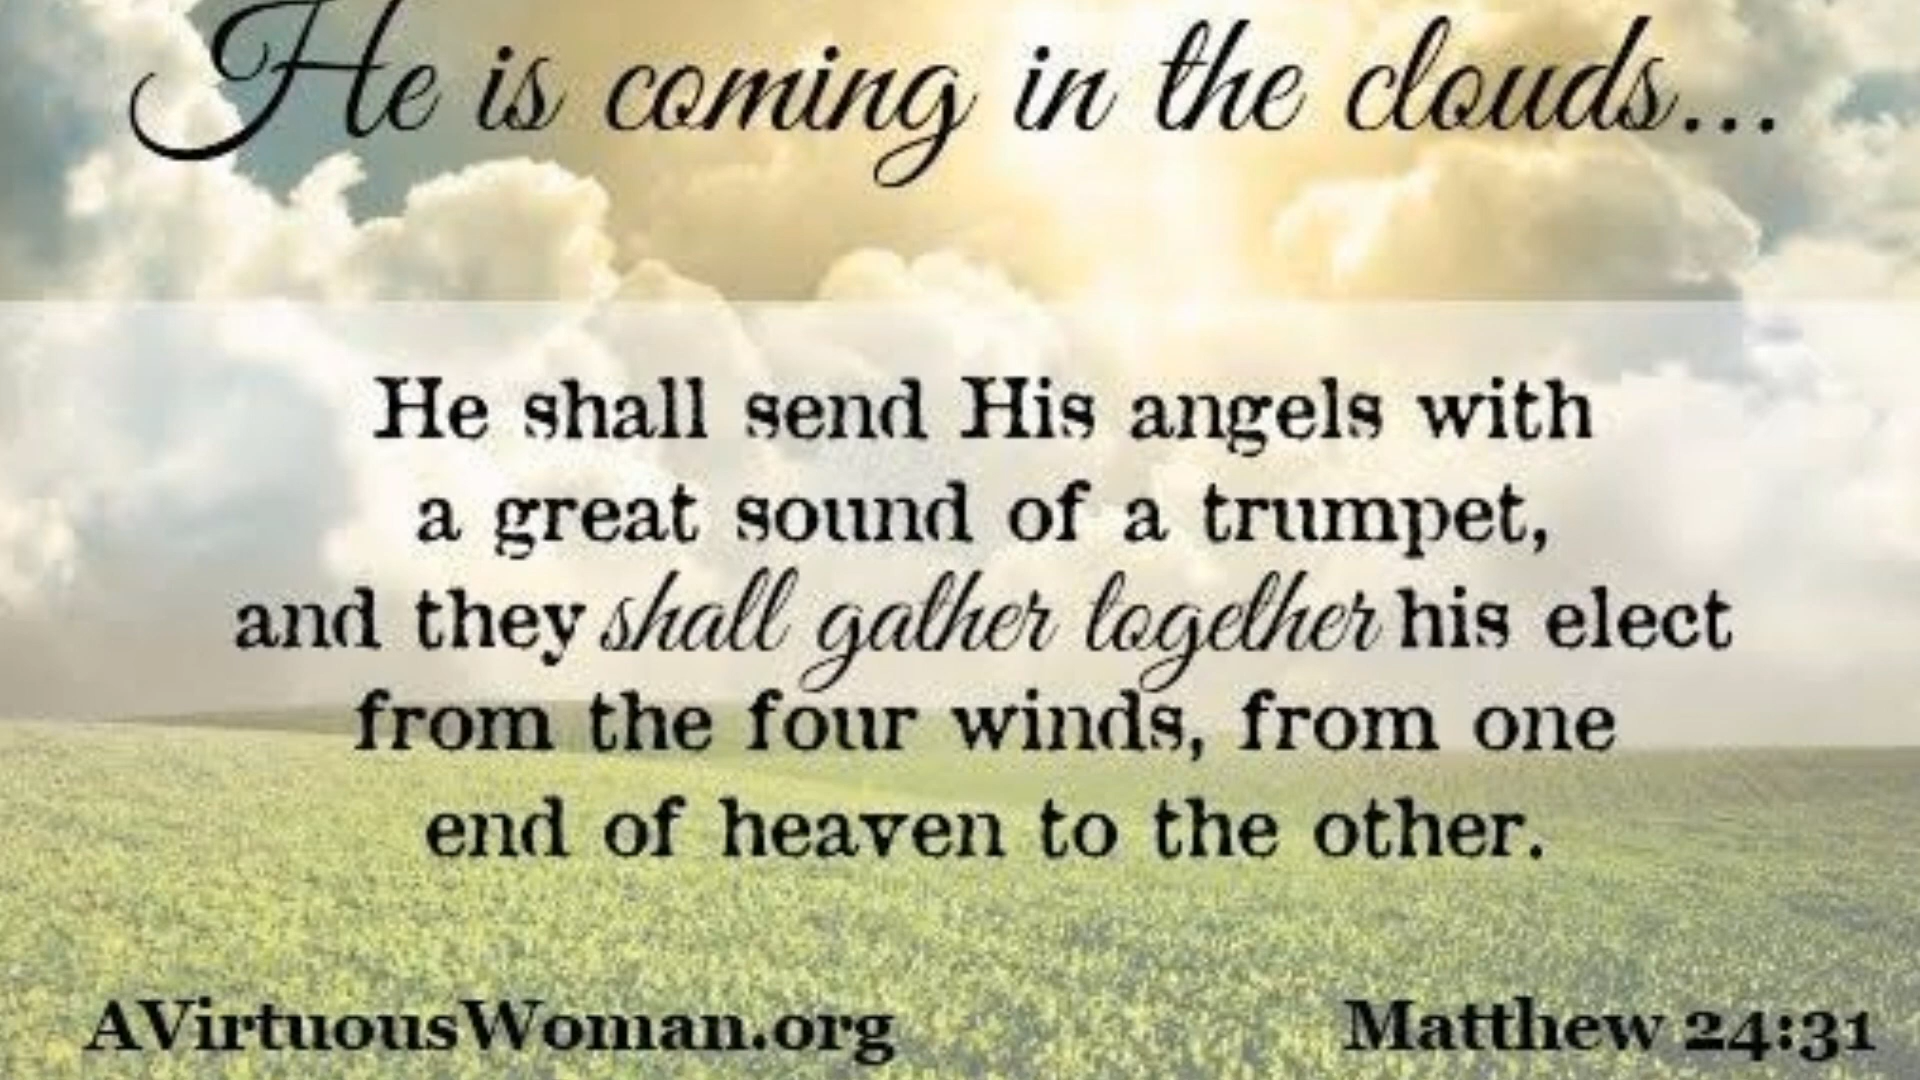 He is coming in the clouds...
He shall send His angels with
a great sound of a trumpet,
and they shall gather together his elect
from the four winds, from one
end of heaven to the other.
AVirtuousWoman.org
Matthew 24:31